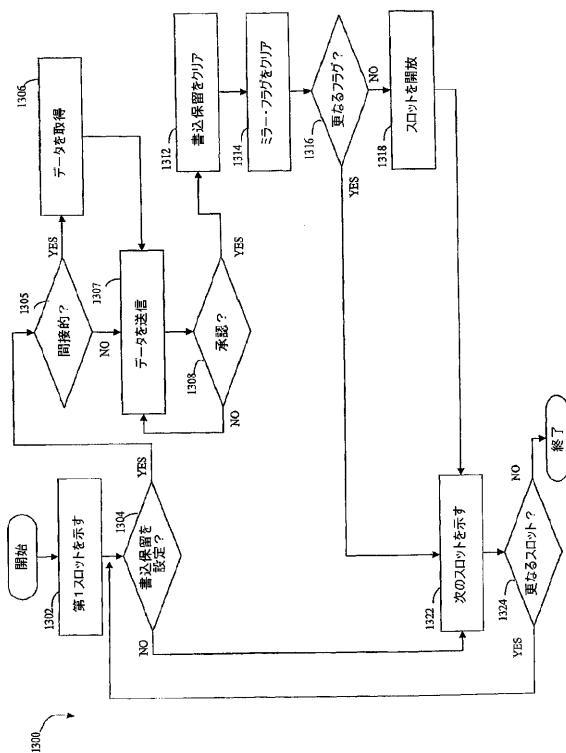 1300
開始
1302
第1スロットを示す
1304
書込保留を
設定?
YES
NO
1305
間接的?
YES
NO
1306
データを取得
1307
データを送信
1308
承認?
YES
NO
1312
書込保留をクリア
1314
ミラー・フラグをクリア
1316
更なるフラグ?
YES
NO
1318
スロットを開放
1322
次のスロットを示す
1324
更なるスロット?
YES
NO
終了